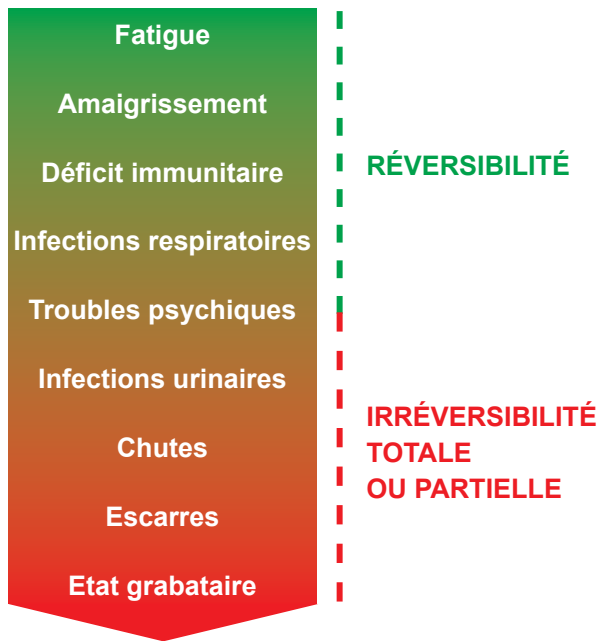 Fatigue
Amaigrissement
Déficit immunitaire
RÉVERSIBILITÉ
Infections respiratoires
Troubles psychiques
Infections urinaires
IRRÉVERSIBILITÉ
TOTALE
OU PARTIELLE
Chutes
Escarres
Etat grabataire